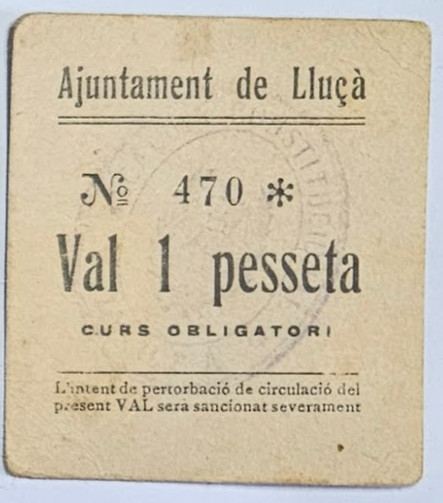 Ajuntament de Lluçà
Nº 470 *
Val 1 pesseta
CURS OBLIGATORI
L'intent de pertorbació de circulació del
present VAL serà sancionat severament